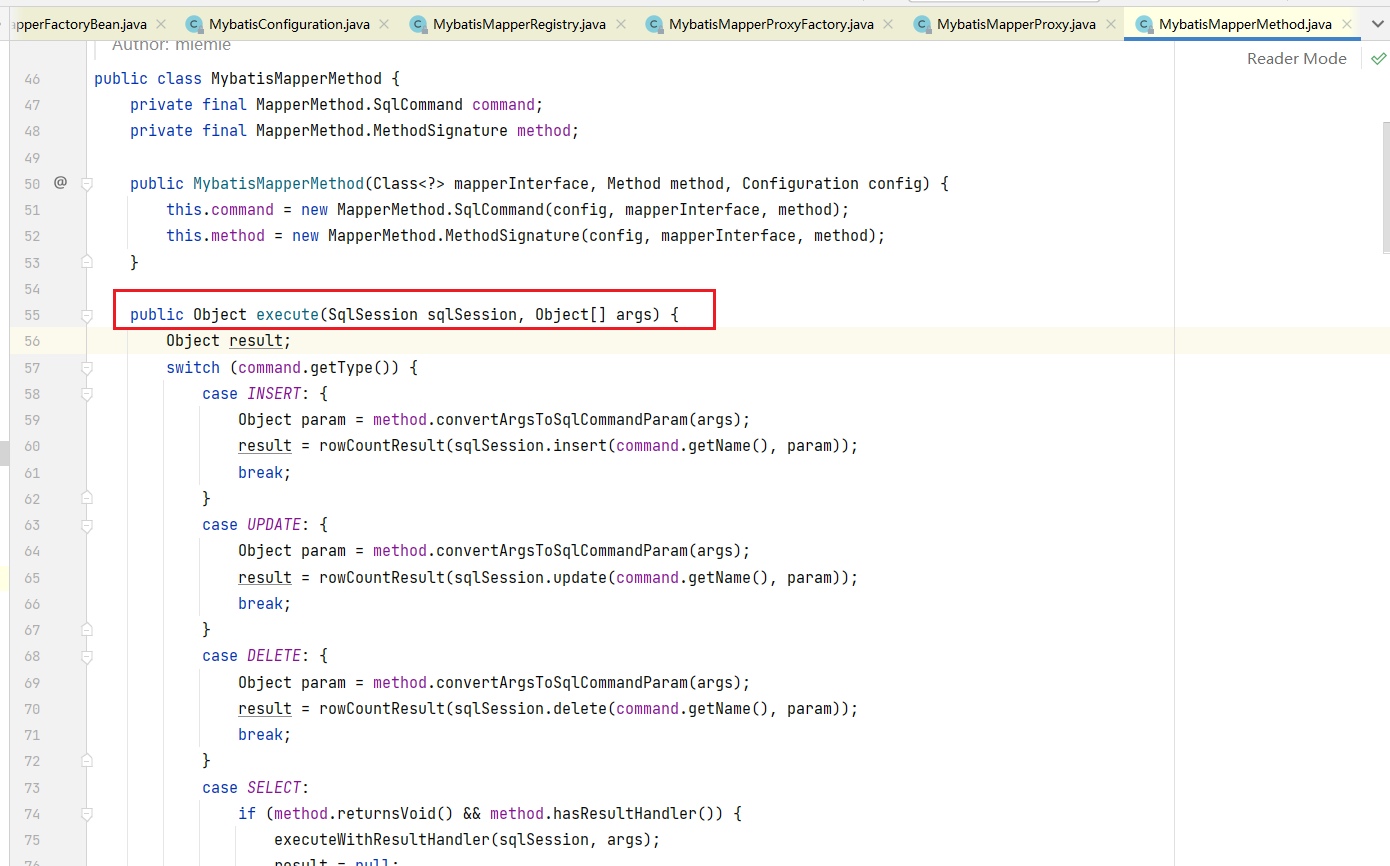 apperFactoryBean.java MybatisConfiguration.java MybatisMapperRegistry.java MybatisMapperProxyFactory.java MybatisMapperProxy.java MybatisMapperMethod.java
Author: miemie
Reader Mode
46 public class MybatisMapperMethod {
47 private final MapperMethod.SqlCommand command;
48 private final MapperMethod.MethodSignature method;
49
50 @ public MybatisMapperMethod(Class<?> mapperInterface, Method method, Configuration config) {
51 this.command = new MapperMethod.SqlCommand(config, mapperInterface, method);
52 this.method = new MapperMethod.MethodSignature(config, mapperInterface, method);
53 }
54
55 public Object execute(SqlSession sqlSession, Object[] args) {
56 Object result;
57 switch (command.getType()) {
58 case INSERT: {
59 Object param = method.convertArgsToSqlCommandParam(args);
60 result = rowCountResult(sqlSession.insert(command.getName(), param));
61 break;
62 }
63 case UPDATE: {
64 Object param = method.convertArgsToSqlCommandParam(args);
65 result = rowCountResult(sqlSession.update(command.getName(), param));
66 break;
67 }
68 case DELETE: {
69 Object param = method.convertArgsToSqlCommandParam(args);
70 result = rowCountResult(sqlSession.delete(command.getName(), param));
71 break;
72 }
73 case SELECT:
74 if (method.returnsVoid() && method.hasResultHandler()) {
75 executeWithResultHandler(sqlSession, args);
76 result = null;